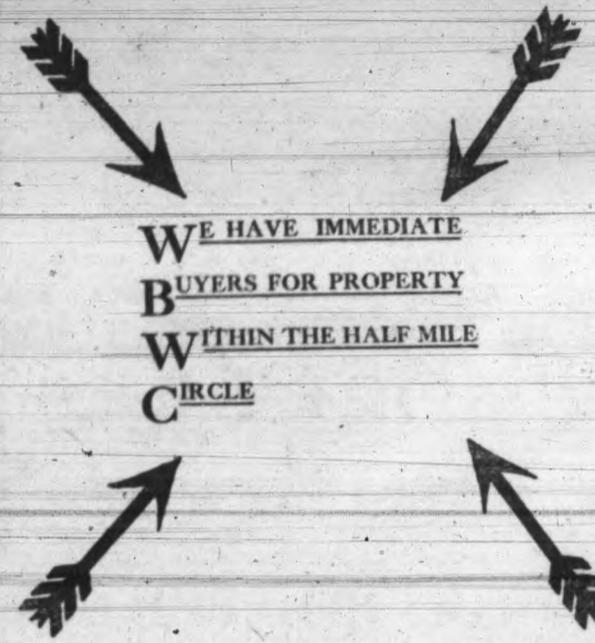 WE HAVE IMMEDIATE
BUYERS FOR PROPERTY
WITHIN THE HALF MILE
CIRCLE